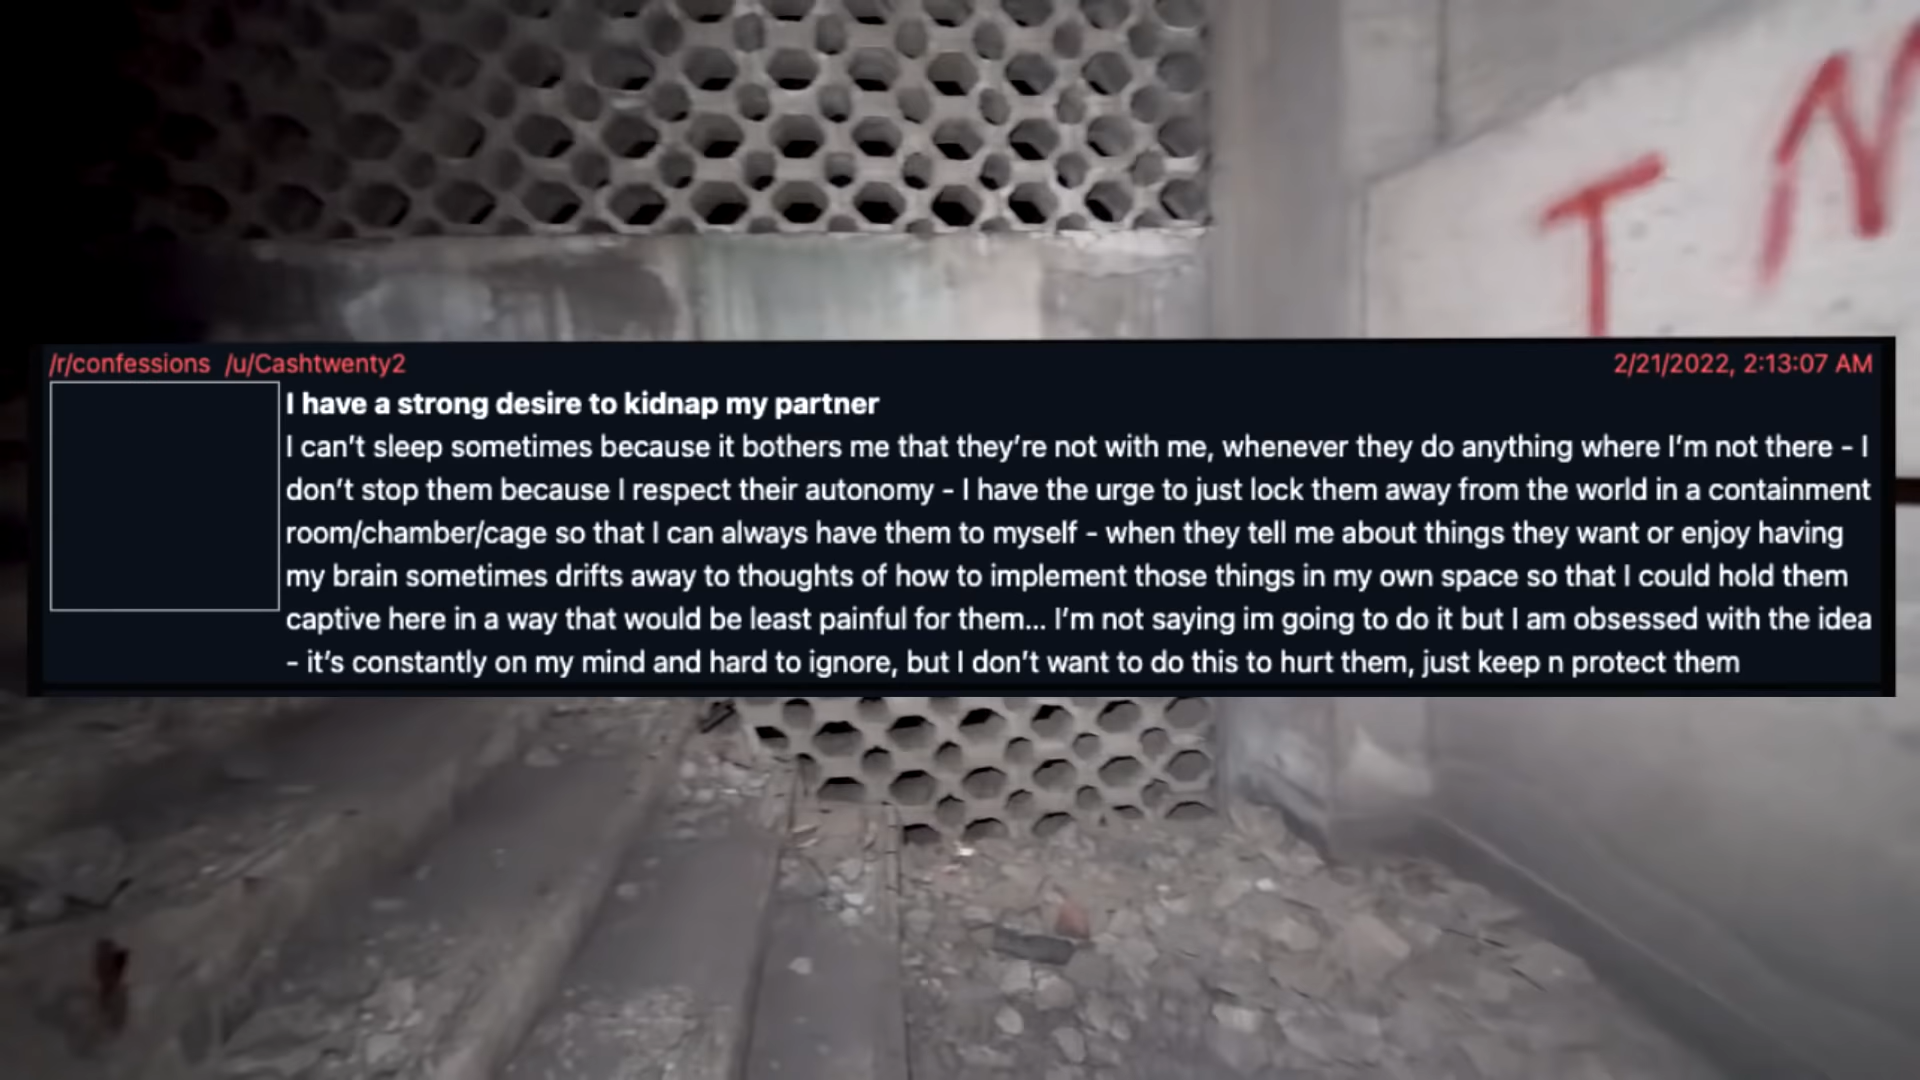 T N
/r/confessions /u/Cashtwenty2 2/21/2022, 2:13:07 AM
I have a strong desire to kidnap my partner
I can't sleep sometimes because it bothers me that they're not with me, whenever they do anything where I'm not there - I
don't stop them because I respect their autonomy - I have the urge to just lock them away from the world in a containment
room/chamber/cage so that I can always have them to myself - when they tell me about things they want or enjoy having
my brain sometimes drifts away to thoughts of how to implement those things in my own space so that I could hold them
captive here in a way that would be least painful for them... I'm not saying im going to do it but I am obsessed with the idea
- it's constantly on my mind and hard to ignore, but I don't want to do this to hurt them, just keep n protect them